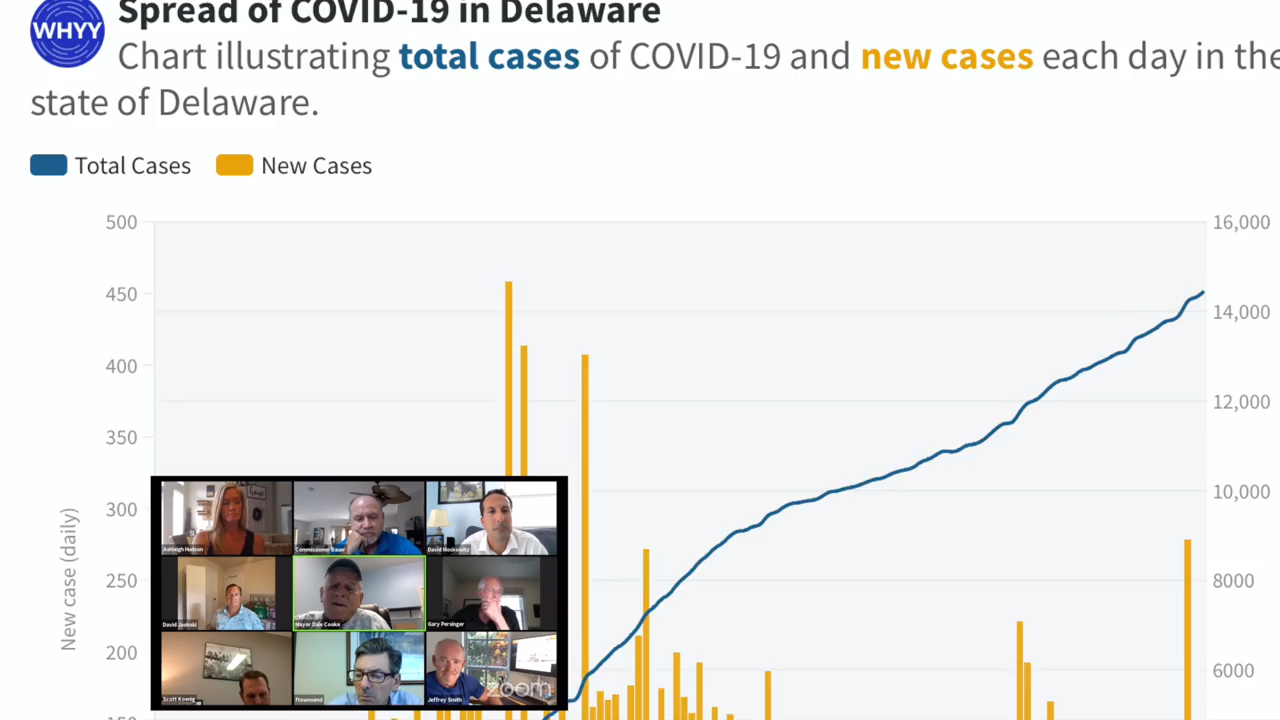 WHYY
Spread of COVID-19 in Delaware
Chart illustrating total cases of COVID-19 and new cases each day in the
state of Delaware.
Total Cases
New Cases
500
450
400
350
300
250
200
150
New case (daily)
16,000
14,000
12,000
10,000
8000
6000
Ashleigh Hudson
Commissioner Bauer
David Moskowitz
David Jasinski
Mayor Dale Cooke
Gary Persinger
Scott Koenig
ftownsend
Jeffrey Smith
zoom